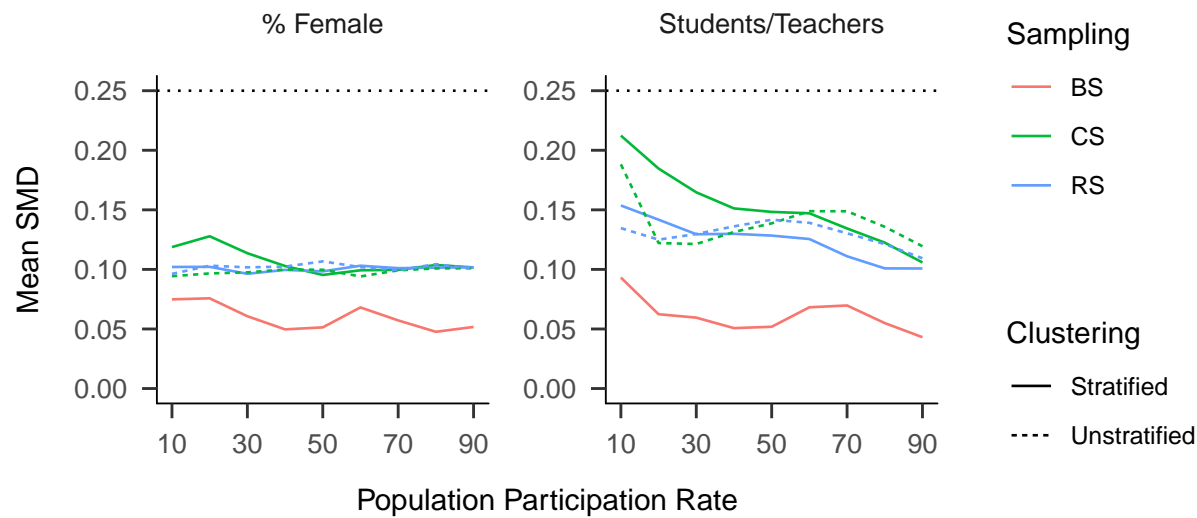 % Female
Students/Teachers
Mean SMD
0.25
0.20
0.15
0.10
0.05
0.00
10 30 50 70 90
0.25
0.20
0.15
0.10
0.05
0.00
10 30 50 70 90
Population Participation Rate
Sampling
BS
CS
RS
Clustering
Stratified
Unstratified